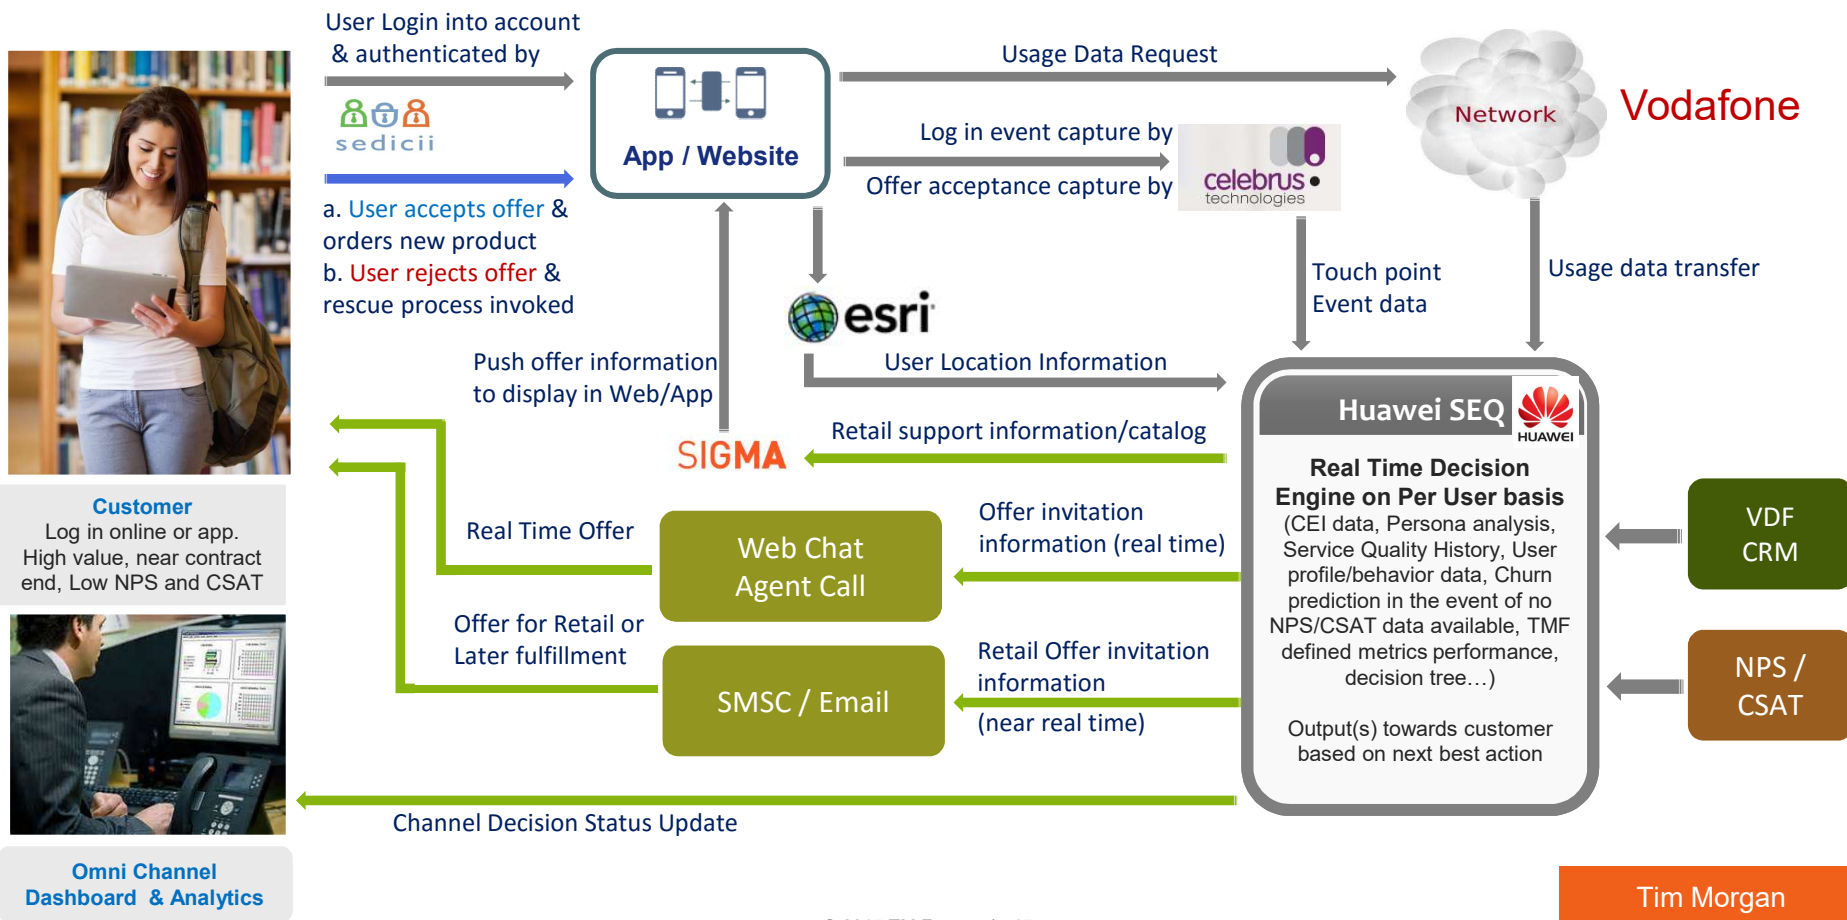 User Login into account
& authenticated by
sedicii
a. User accepts offer &
orders new product
b. User rejects offer &
rescue process invoked
App / Website
Usage Data Request
Log in event capture by
Offer acceptance capture by
celebrus
technologies
Network
Vodafone
Touch point
Event data
Usage data transfer
esri
User Location Information
Push offer information
to display in Web/App
SIGMA
Retail support information/catalog
Huawei SEQ
HUAWEI
Real Time Decision
Engine on Per User basis
(CEI data, Persona analysis,
Service Quality History, User
profile/behavior data, Churn
prediction in the event of no
NPS/CSAT data available, TMF
defined metrics performance,
decision tree…)
Output(s) towards customer
based on next best action
VDF
CRM
NPS /
CSAT
Customer
Log in online or app.
High value, near contract
end, Low NPS and CSAT
Real Time Offer
Web Chat
Agent Call
Offer invitation
information (real time)
Offer for Retail or
Later fulfillment
SMSC / Email
Retail Offer invitation
information
(near real time)
Channel Decision Status Update
Omni Channel
Dashboard & Analytics
Tim Morgan